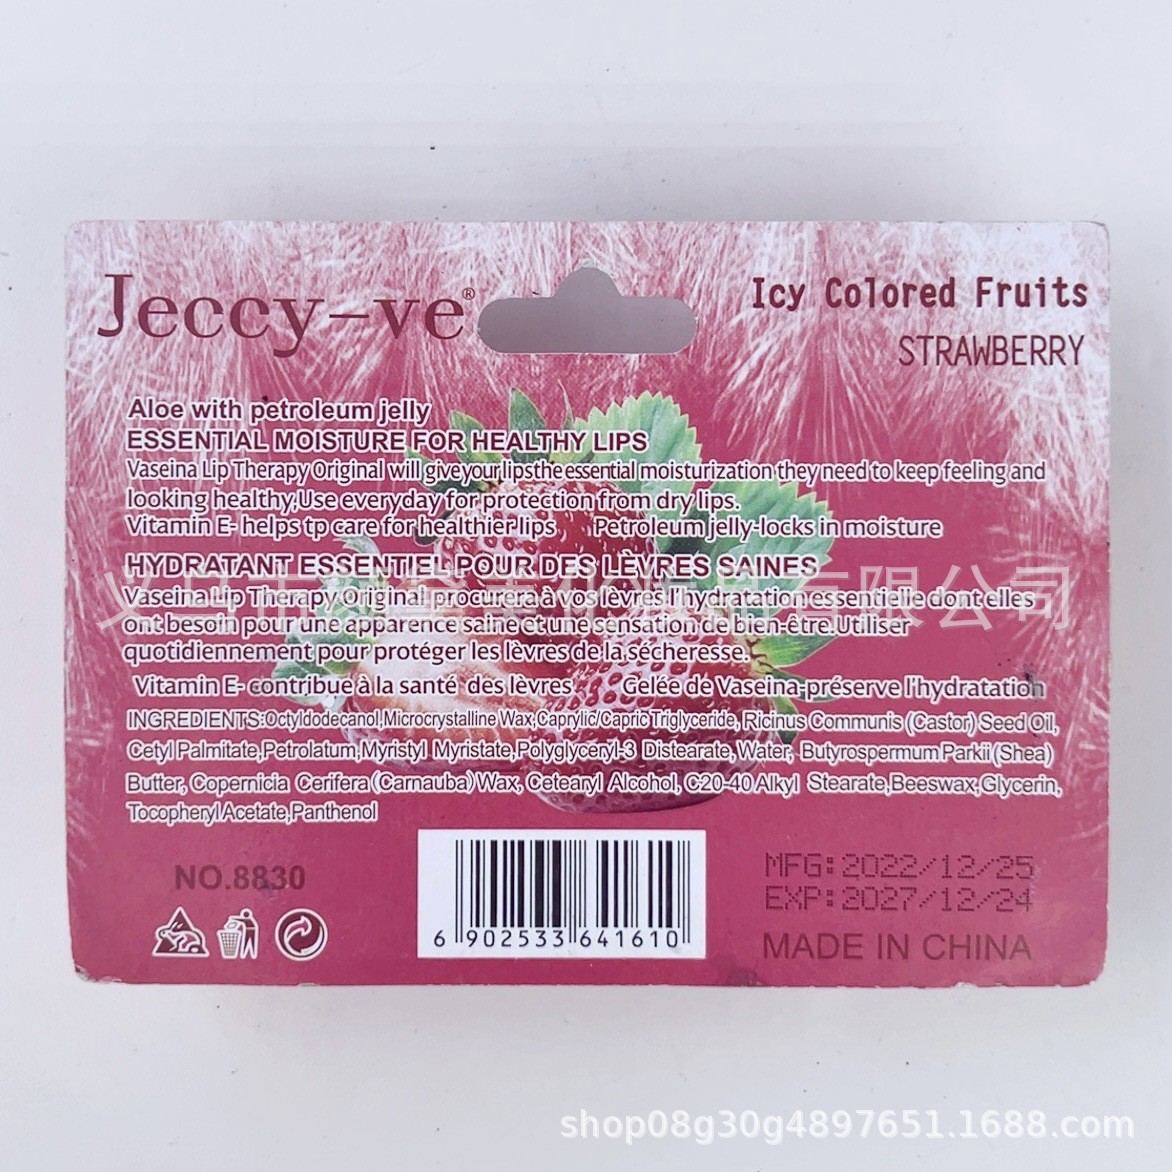 Jeccy-ve®
Icy Colored Fruits
STRAWBERRY
Aloe with petroleum jelly
ESSENTIAL MOISTURE FOR HEALTHY LIPS
Vaseina Lip Therapy Original will give your lips the essential moisturization they need to keep feeling and
looking healthy,Use everyday for protection from dry lips.
Vitamin E- helps tp care for healthier lips Petroleum jelly-locks in moisture
HYDRATANT ESSENTIEL POUR DES LÈVRES SAINES
Vaseina Lip Therapy Original procurera à vos lèvres l'hydratation essentielle dont elles
ont besoin pour une apparence saine et une sensation de bien-être.Utiliser
quotidiennement pour protéger les lèvres de la sécheresse.
Vitamin E- contribue à la santé des lèvres Gelée de Vaseina-préserve l'hydratatioh
INGREDIENTS:Octyldodecanol,Microcrystalline Wax,Caprylic/Capric Triglyceride, Ricinus Communis (Castor) Seed Oil,
Cetyl Palmitate,Petrolatum,Myristyl Myristate,Polyglyceryl-3 Distearate,Water, Butyrospermum Parkii (Shea)
Butter, Copernicia Cerifera (Carnauba) Wax, Cetearyl Alcohol, C20-40 Alkyl Stearate,Beeswax,Glycerin,
Tocopheryl Acetate,Panthenol
NO.8830
6 902533 641610
MFG:2022/12/25
EXP:2027/12/24
MADE IN CHINA
有限公司
shop08g30g4897651.1688.com